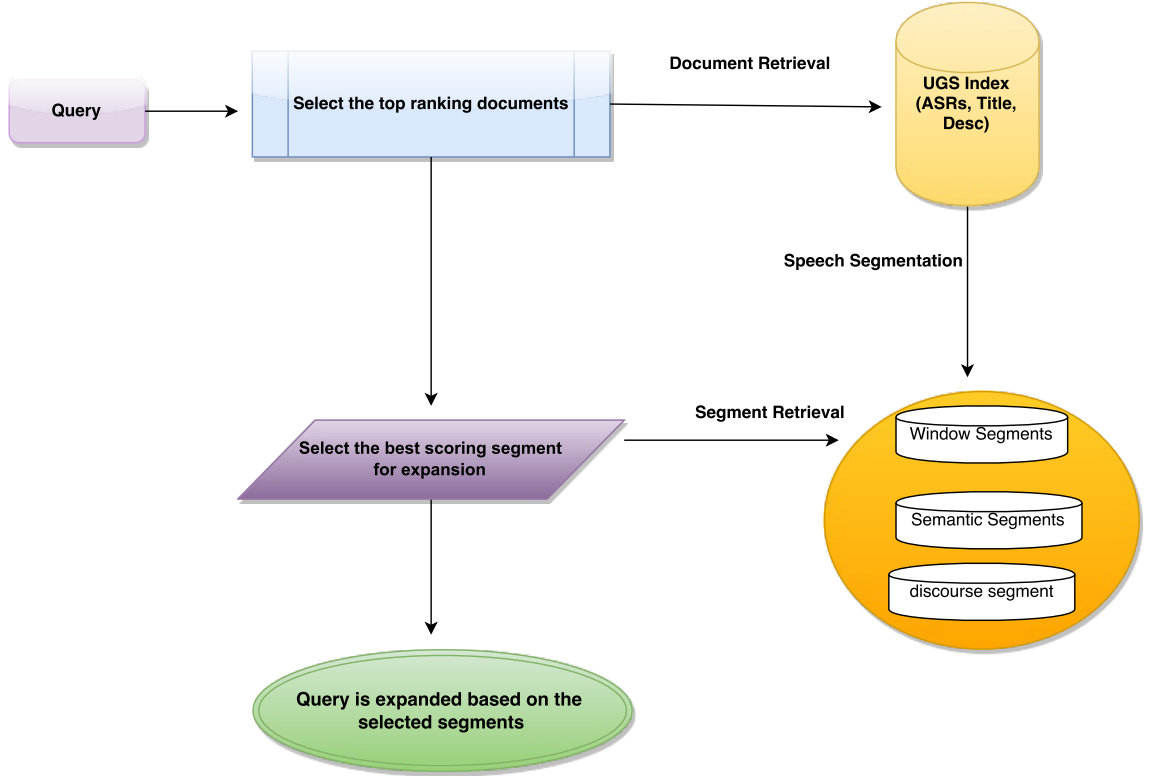 Document Retrieval
Query
Select the top ranking documents
UGS Index
(ASRs, Title,
Desc)
Speech Segmentation
Segment Retrieval
Select the best scoring segment
for expansion
Window Segments
Semantic Segments
discourse segment
Query is expanded based on the
selected segments